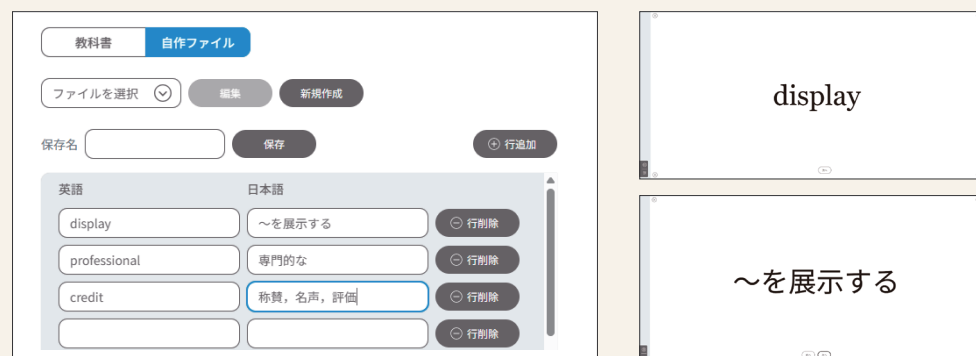 教科書 自作ファイル
ファイルを選択 編集 新規作成
保存名 保存 行追加
英語 日本語
display ～を展示する 行削除
professional 専門的な 行削除
credit 称賛，名声，評価 行削除
行削除
display
～を展示する